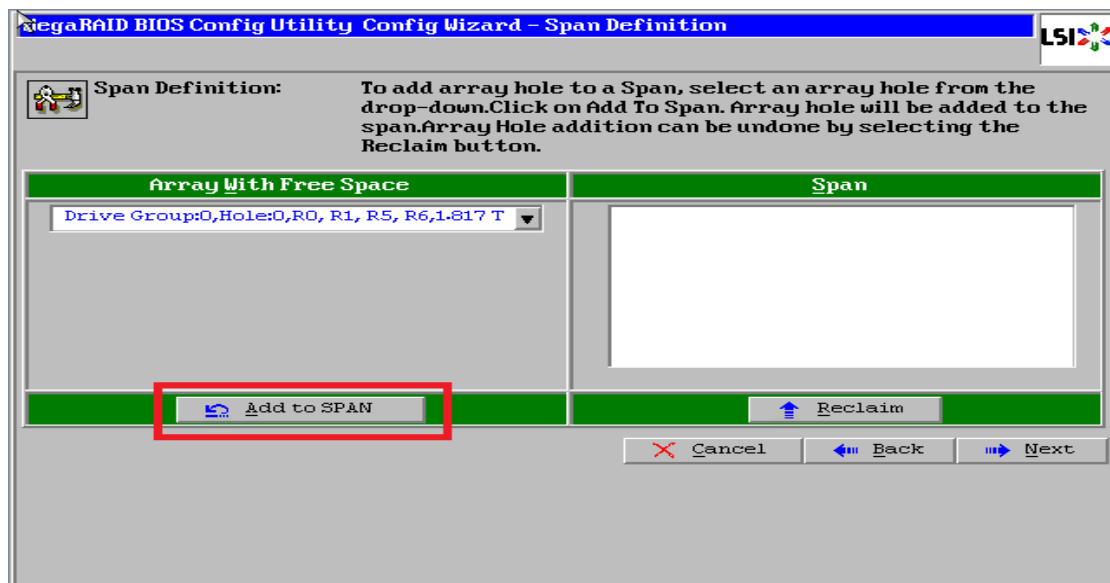 MegaRAID BIOS Config Utility Config Wizard - Span Definition
LSI
Span Definition:
To add array hole to a Span, select an array hole from the
drop-down.Click on Add To Span. Array hole will be added to the
span.Array Hole addition can be undone by selecting the
Reclaim button.
Array With Free Space
Span
Drive Group:0,Hole:0,R0, R1, R5, R6,1.817 T
Add to SPAN
Reclaim
Cancel
Back
Next